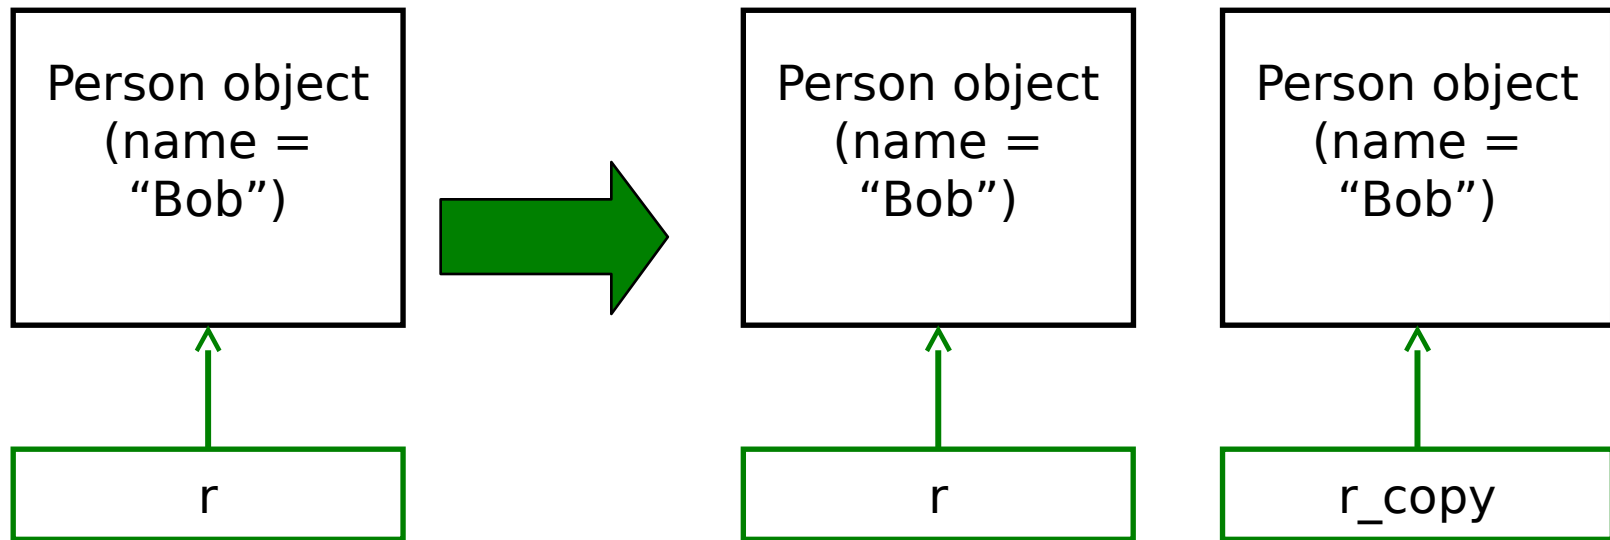 Person object
(name =
“Bob”)
r
Person object
(name =
“Bob”)
r
Person object
(name =
“Bob”)
r_copy